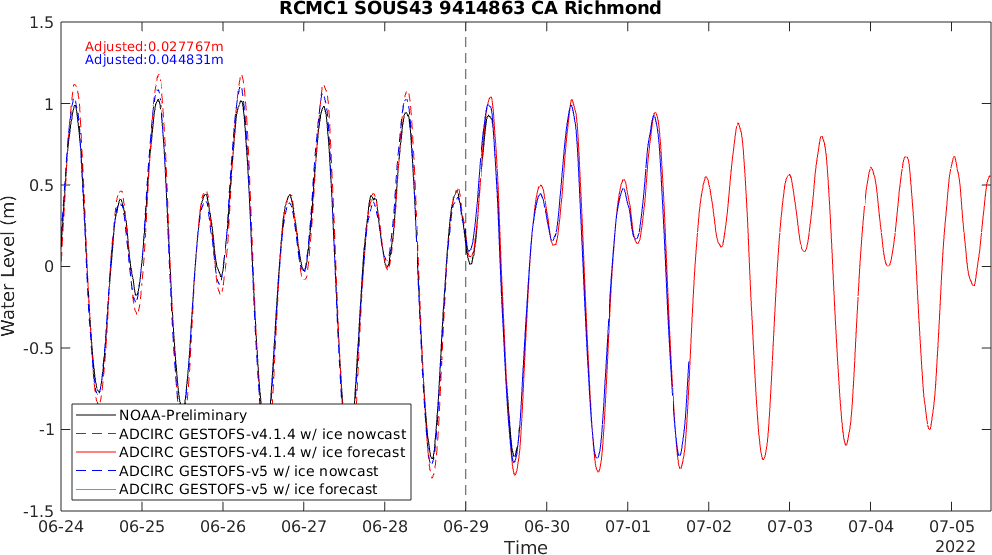 RCMC1 SOUS43 9414863 CA Richmond
Adjusted:0.027767m
Adjusted:0.044831m
1.5
1
0.5
0
-0.5
-1
-1.5
Water Level (m)
NOAA-Preliminary
ADCIRC GESTOFS-v4.1.4 w/ ice nowcast
ADCIRC GESTOFS-v4.1.4 w/ ice forecast
ADCIRC GESTOFS-v5 w/ ice nowcast
ADCIRC GESTOFS-v5 w/ ice forecast
06-24 06-25 06-26 06-27 06-28 06-29 06-30 07-01 07-02 07-03 07-04 07-05
2022
Time